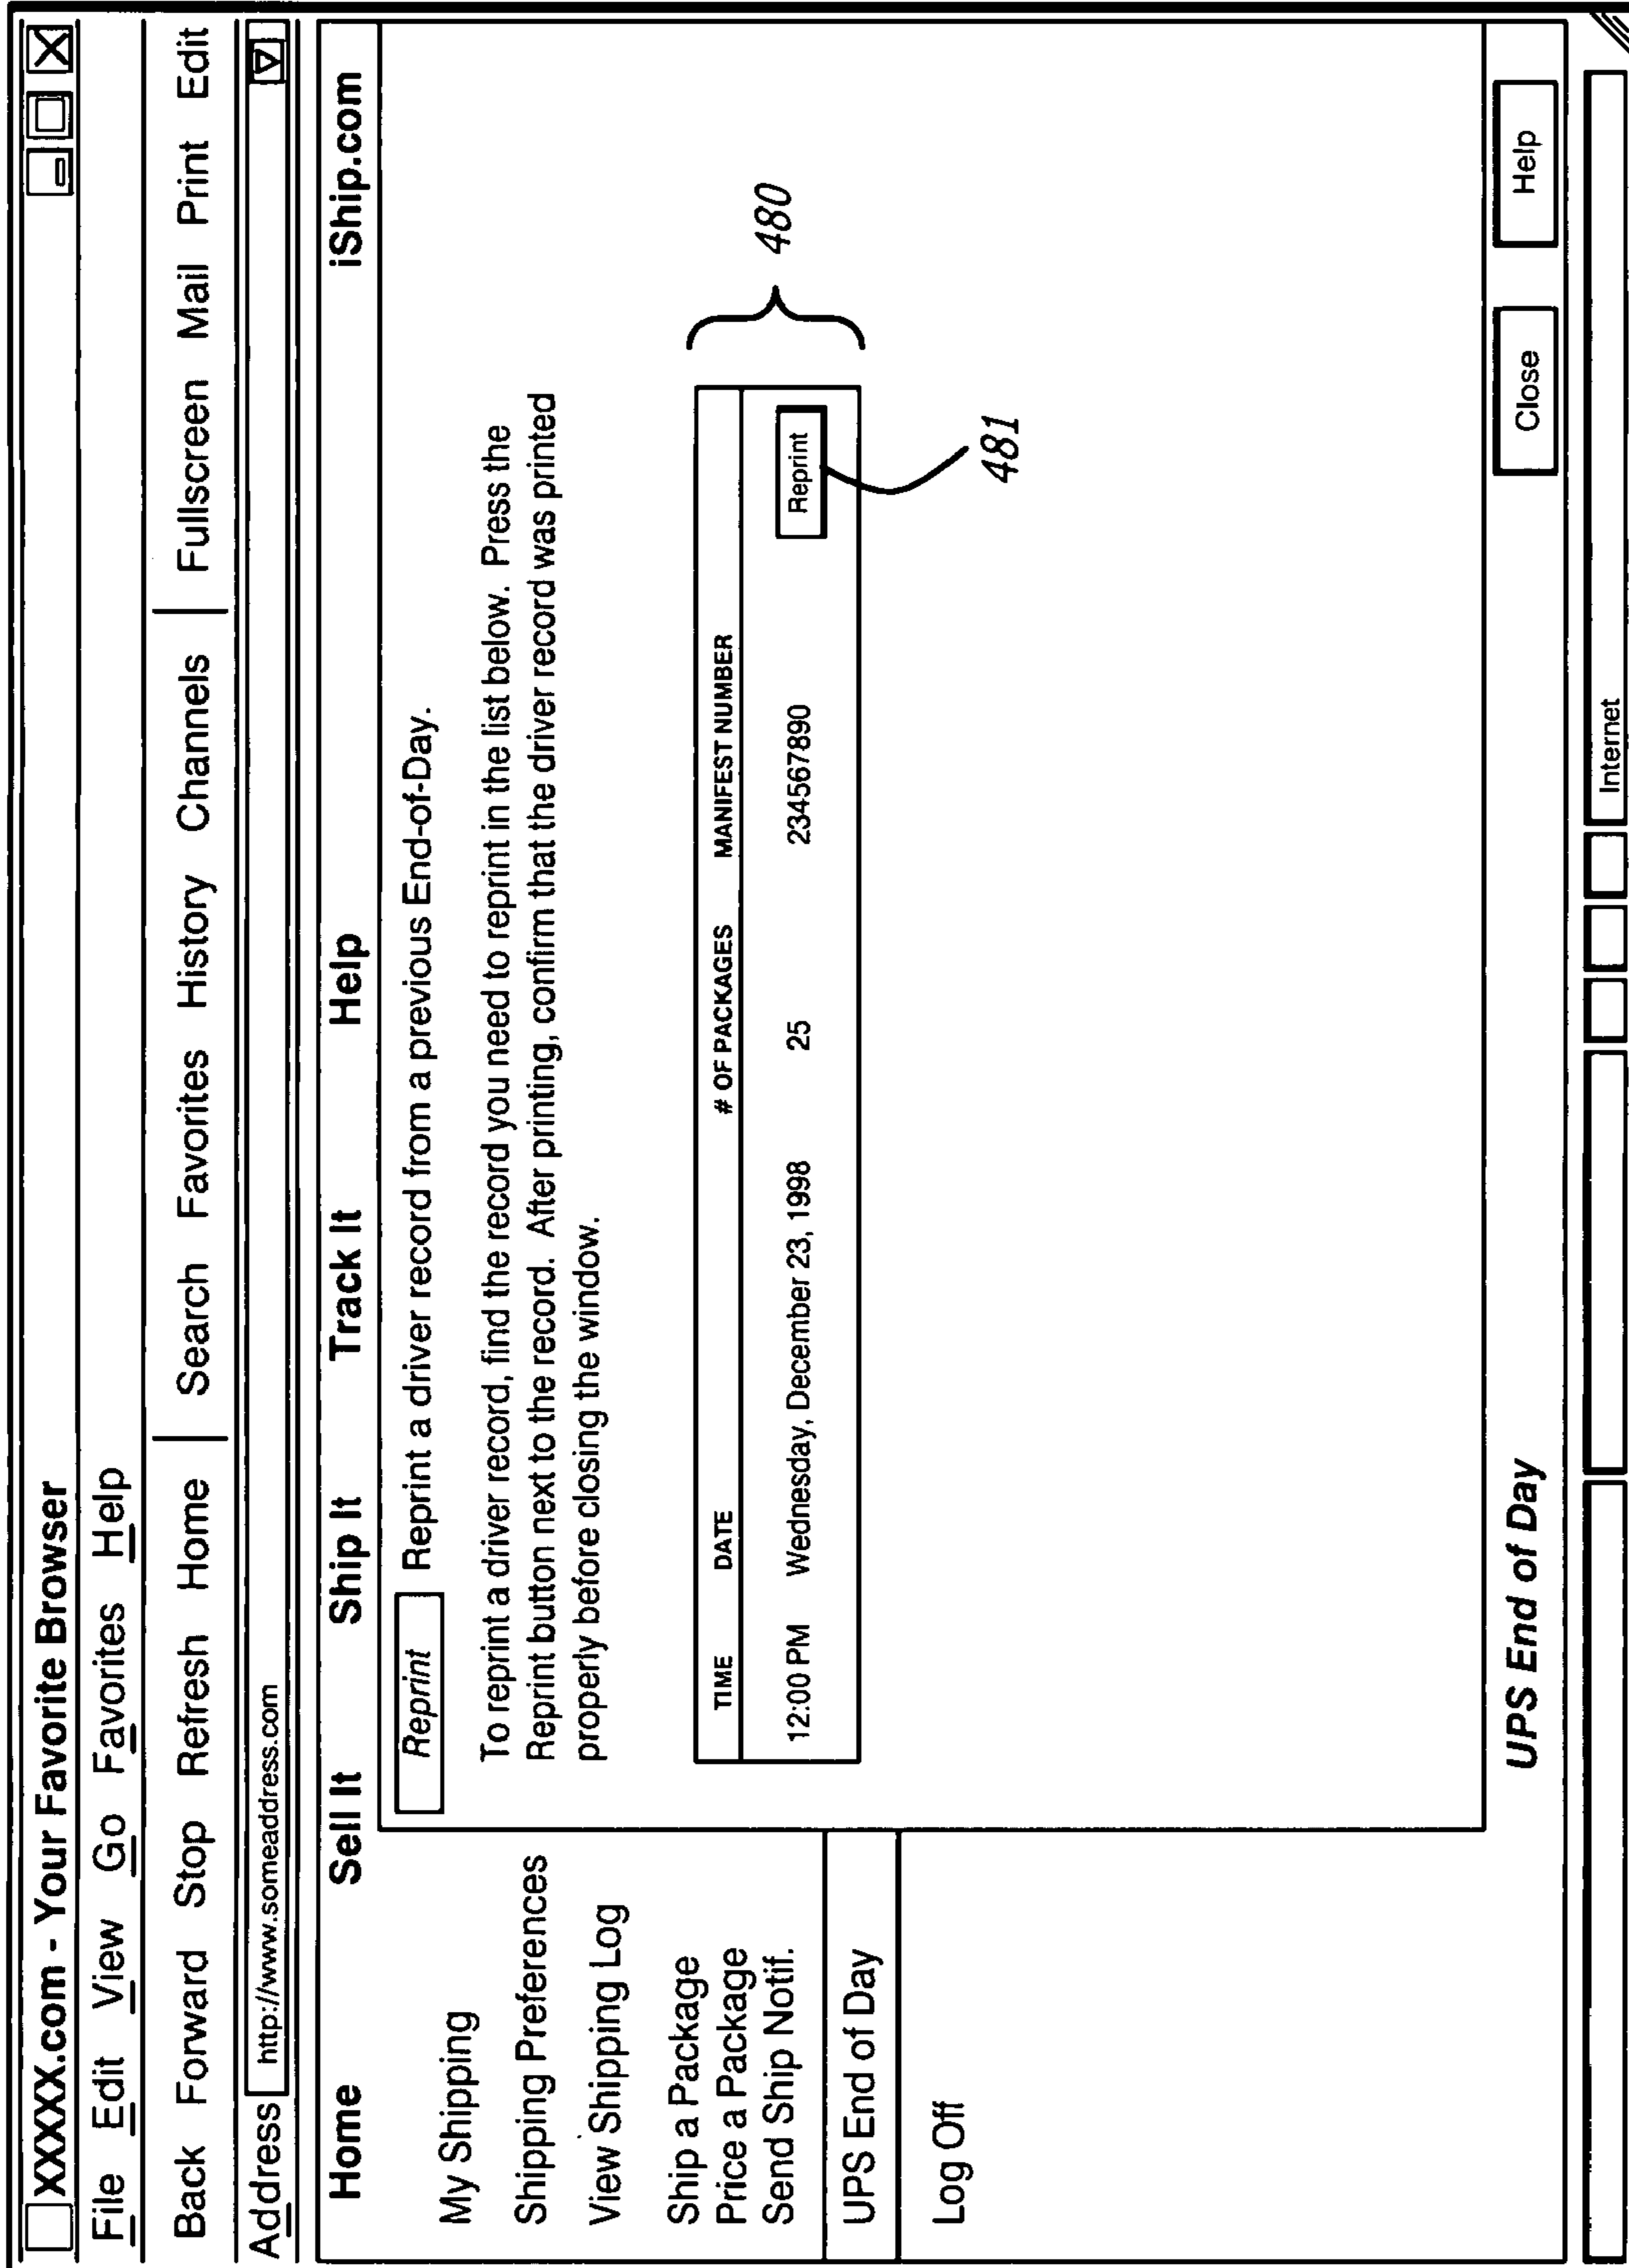 XXXXX.com - Your Favorite Browser
File Edit View Go Favorites Help
Back Forward Stop Refresh Home Search Favorites History Channels Fullscreen Mail Print Edit
Address http://www.someaddress.com
Home Sell It Ship It Track It Help iShip.com
My Shipping
Shipping Preferences
View Shipping Log
Ship a Package
Price a Package
Send Ship Notif.
UPS End of Day
Log Off
Reprint Reprint a driver record from a previous End-of-Day.
To reprint a driver record, find the record you need to reprint in the list below. Press the
Reprint button next to the record. After printing, confirm that the driver record was printed
properly before closing the window.
TIME DATE # OF PACKAGES MANIFEST NUMBER
12:00 PM Wednesday, December 23, 1998 25 234567890 Reprint
480
481
UPS End of Day Close Help
Internet